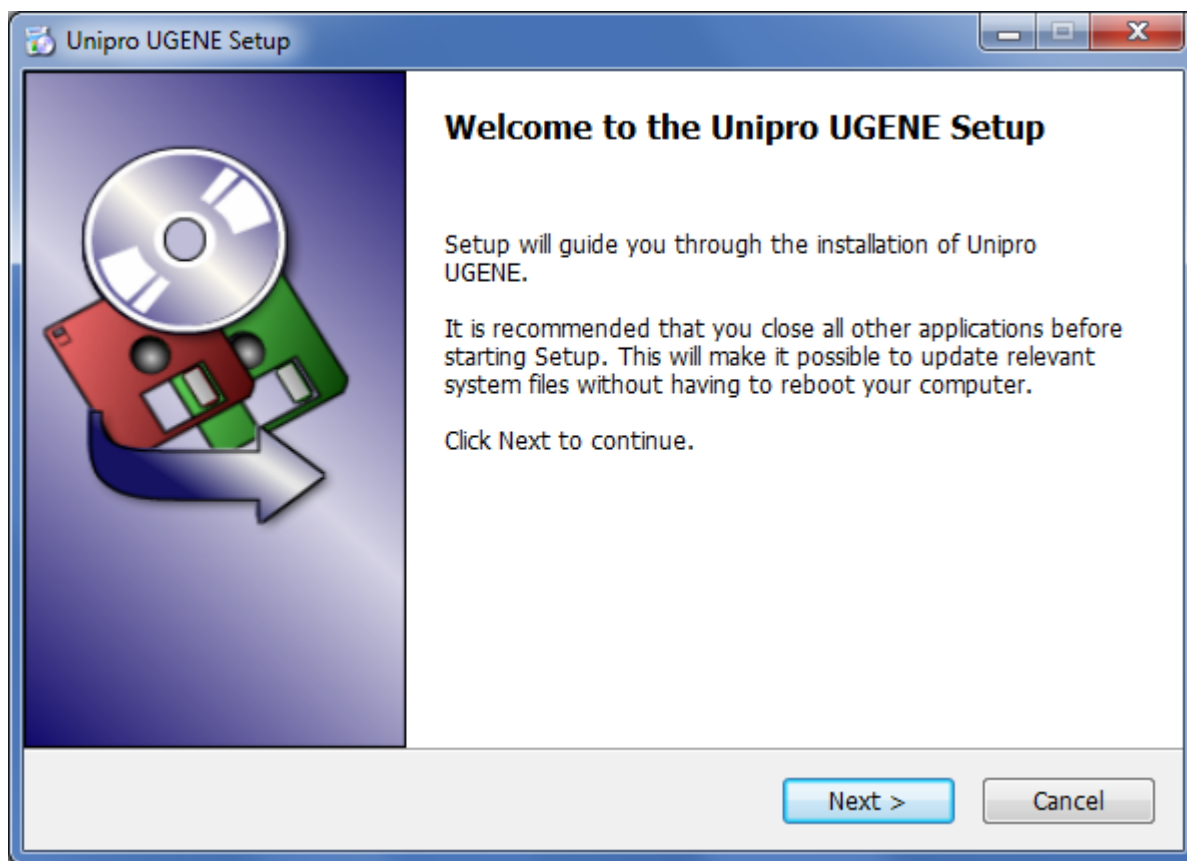 Unipro UGENE Setup
Welcome to the Unipro UGENE Setup
Setup will guide you through the installation of Unipro
UGENE.
It is recommended that you close all other applications before
starting Setup. This will make it possible to update relevant
system files without having to reboot your computer.
Click Next to continue.
Next >
Cancel